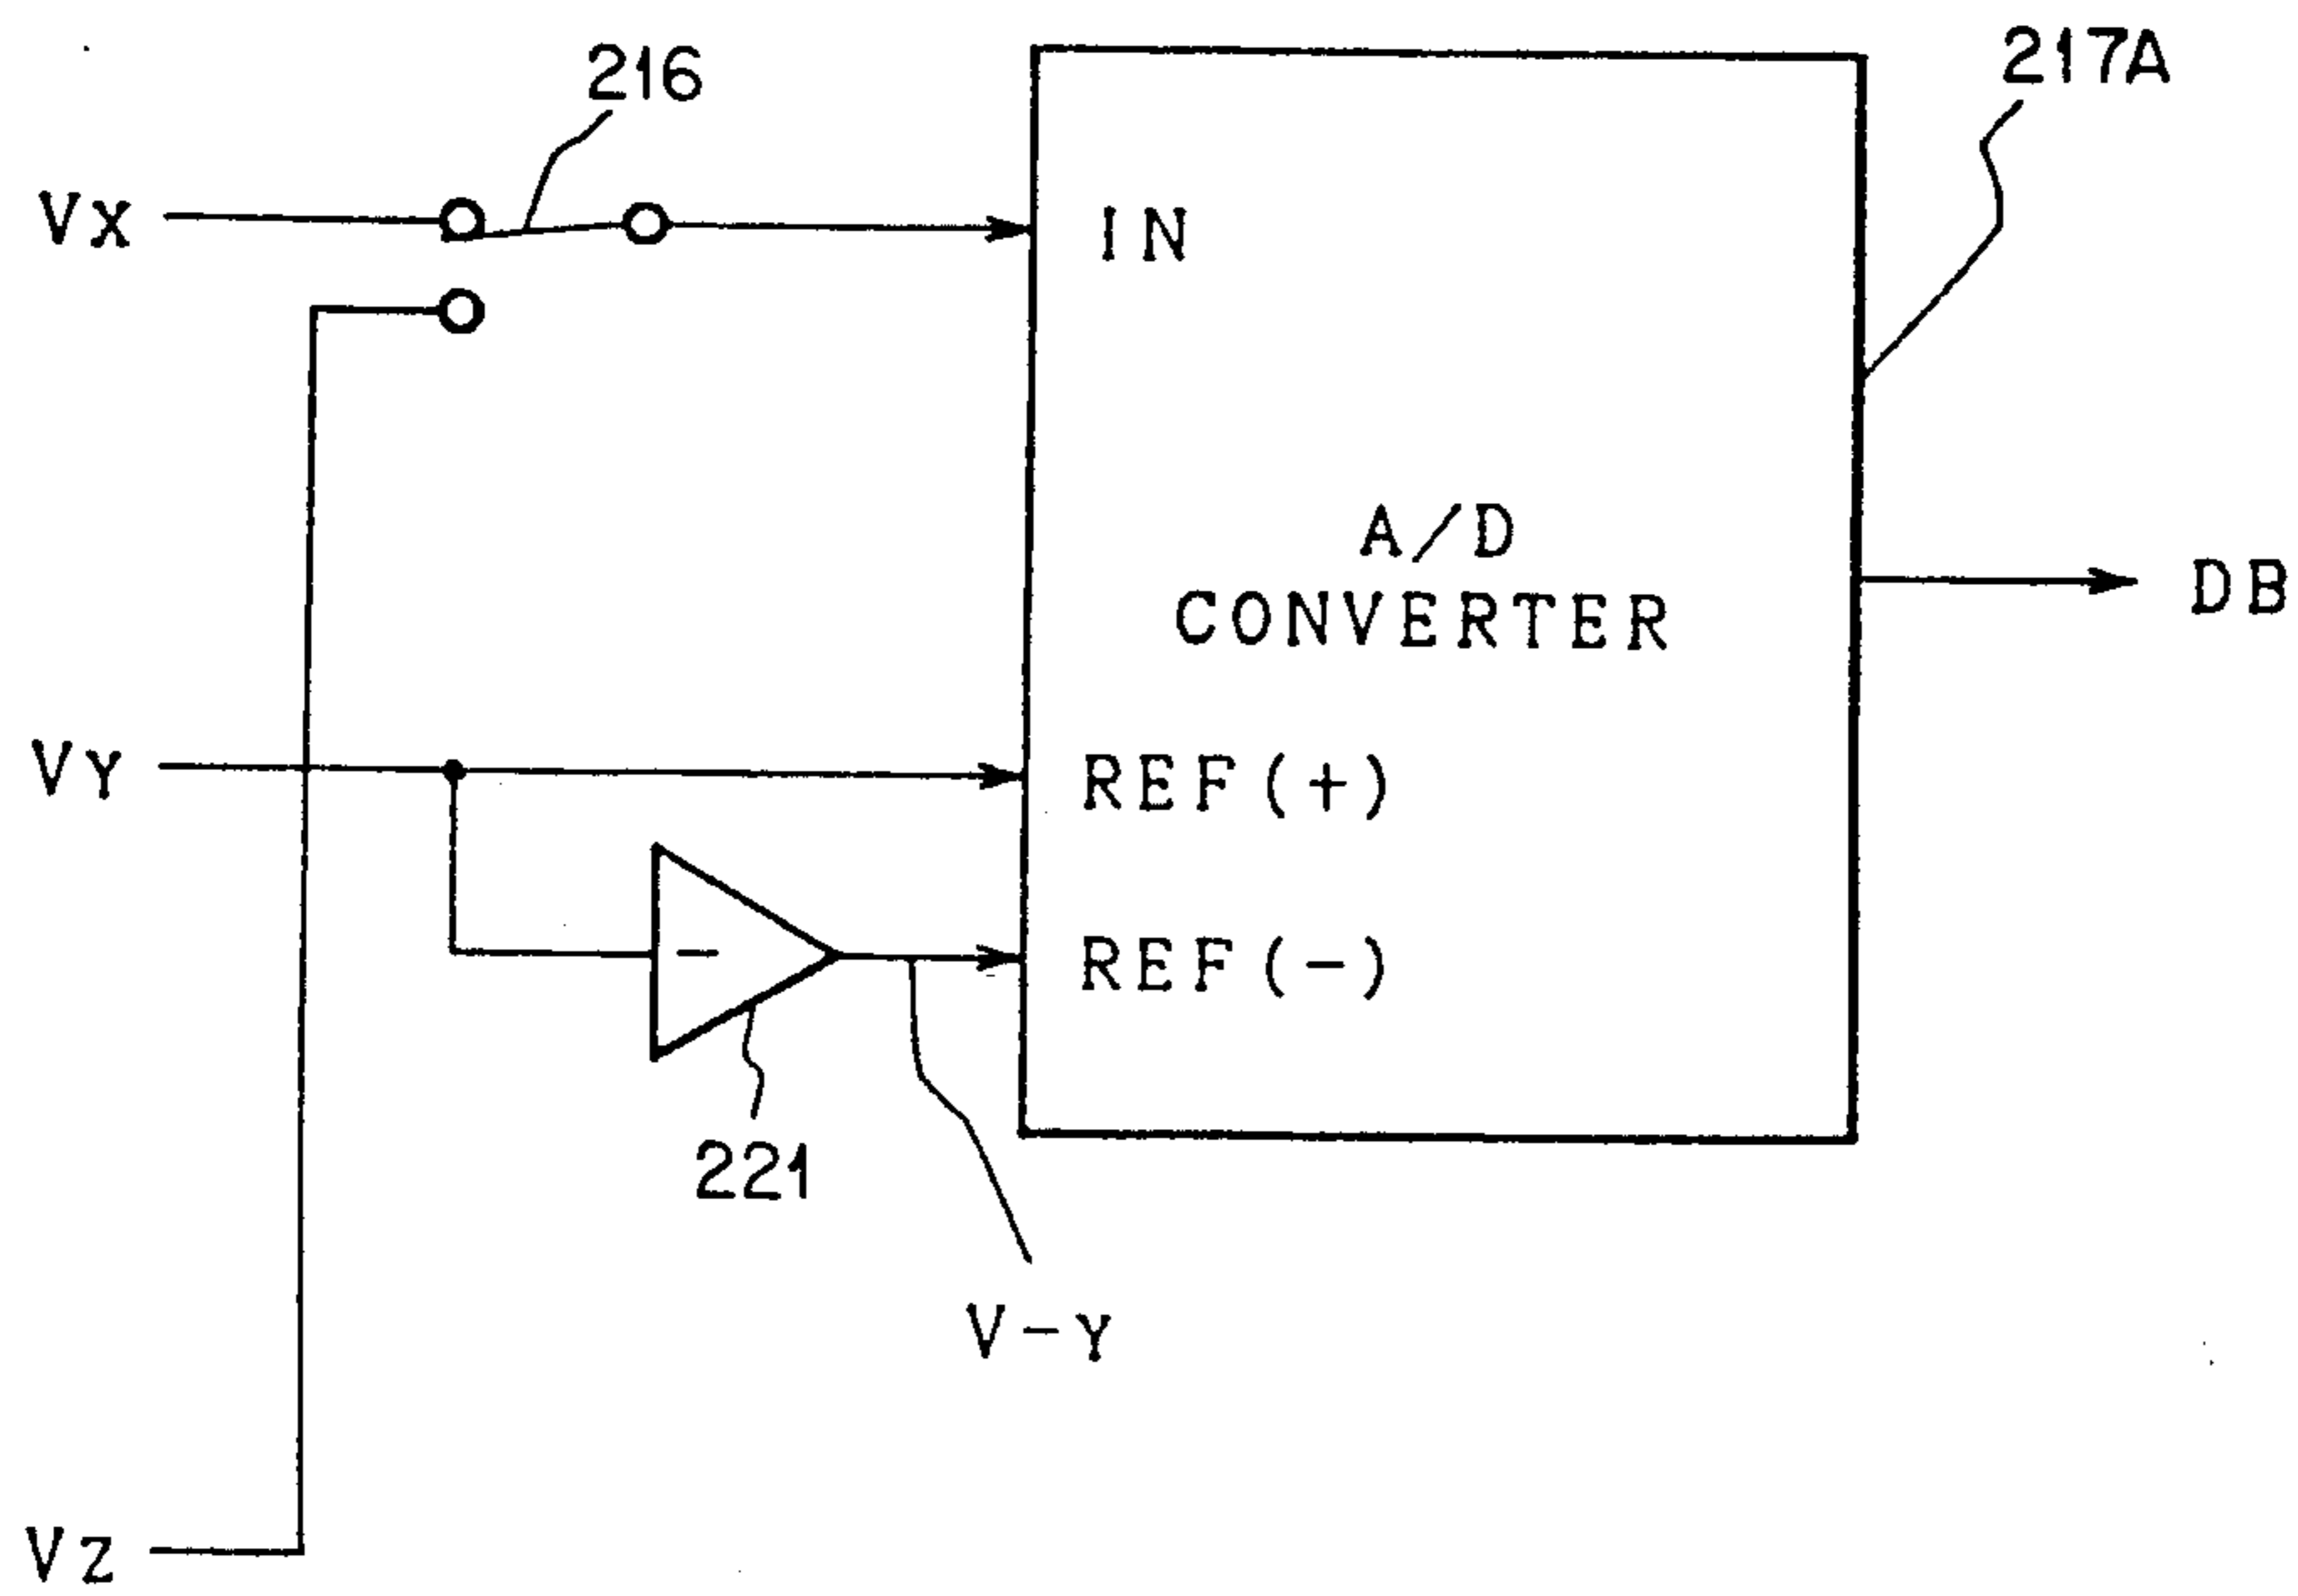 216
217A
VX
IN
A/D
CONVERTER
DB
VY
REF(+)
-
REF(-)
221
V-Y
VZ